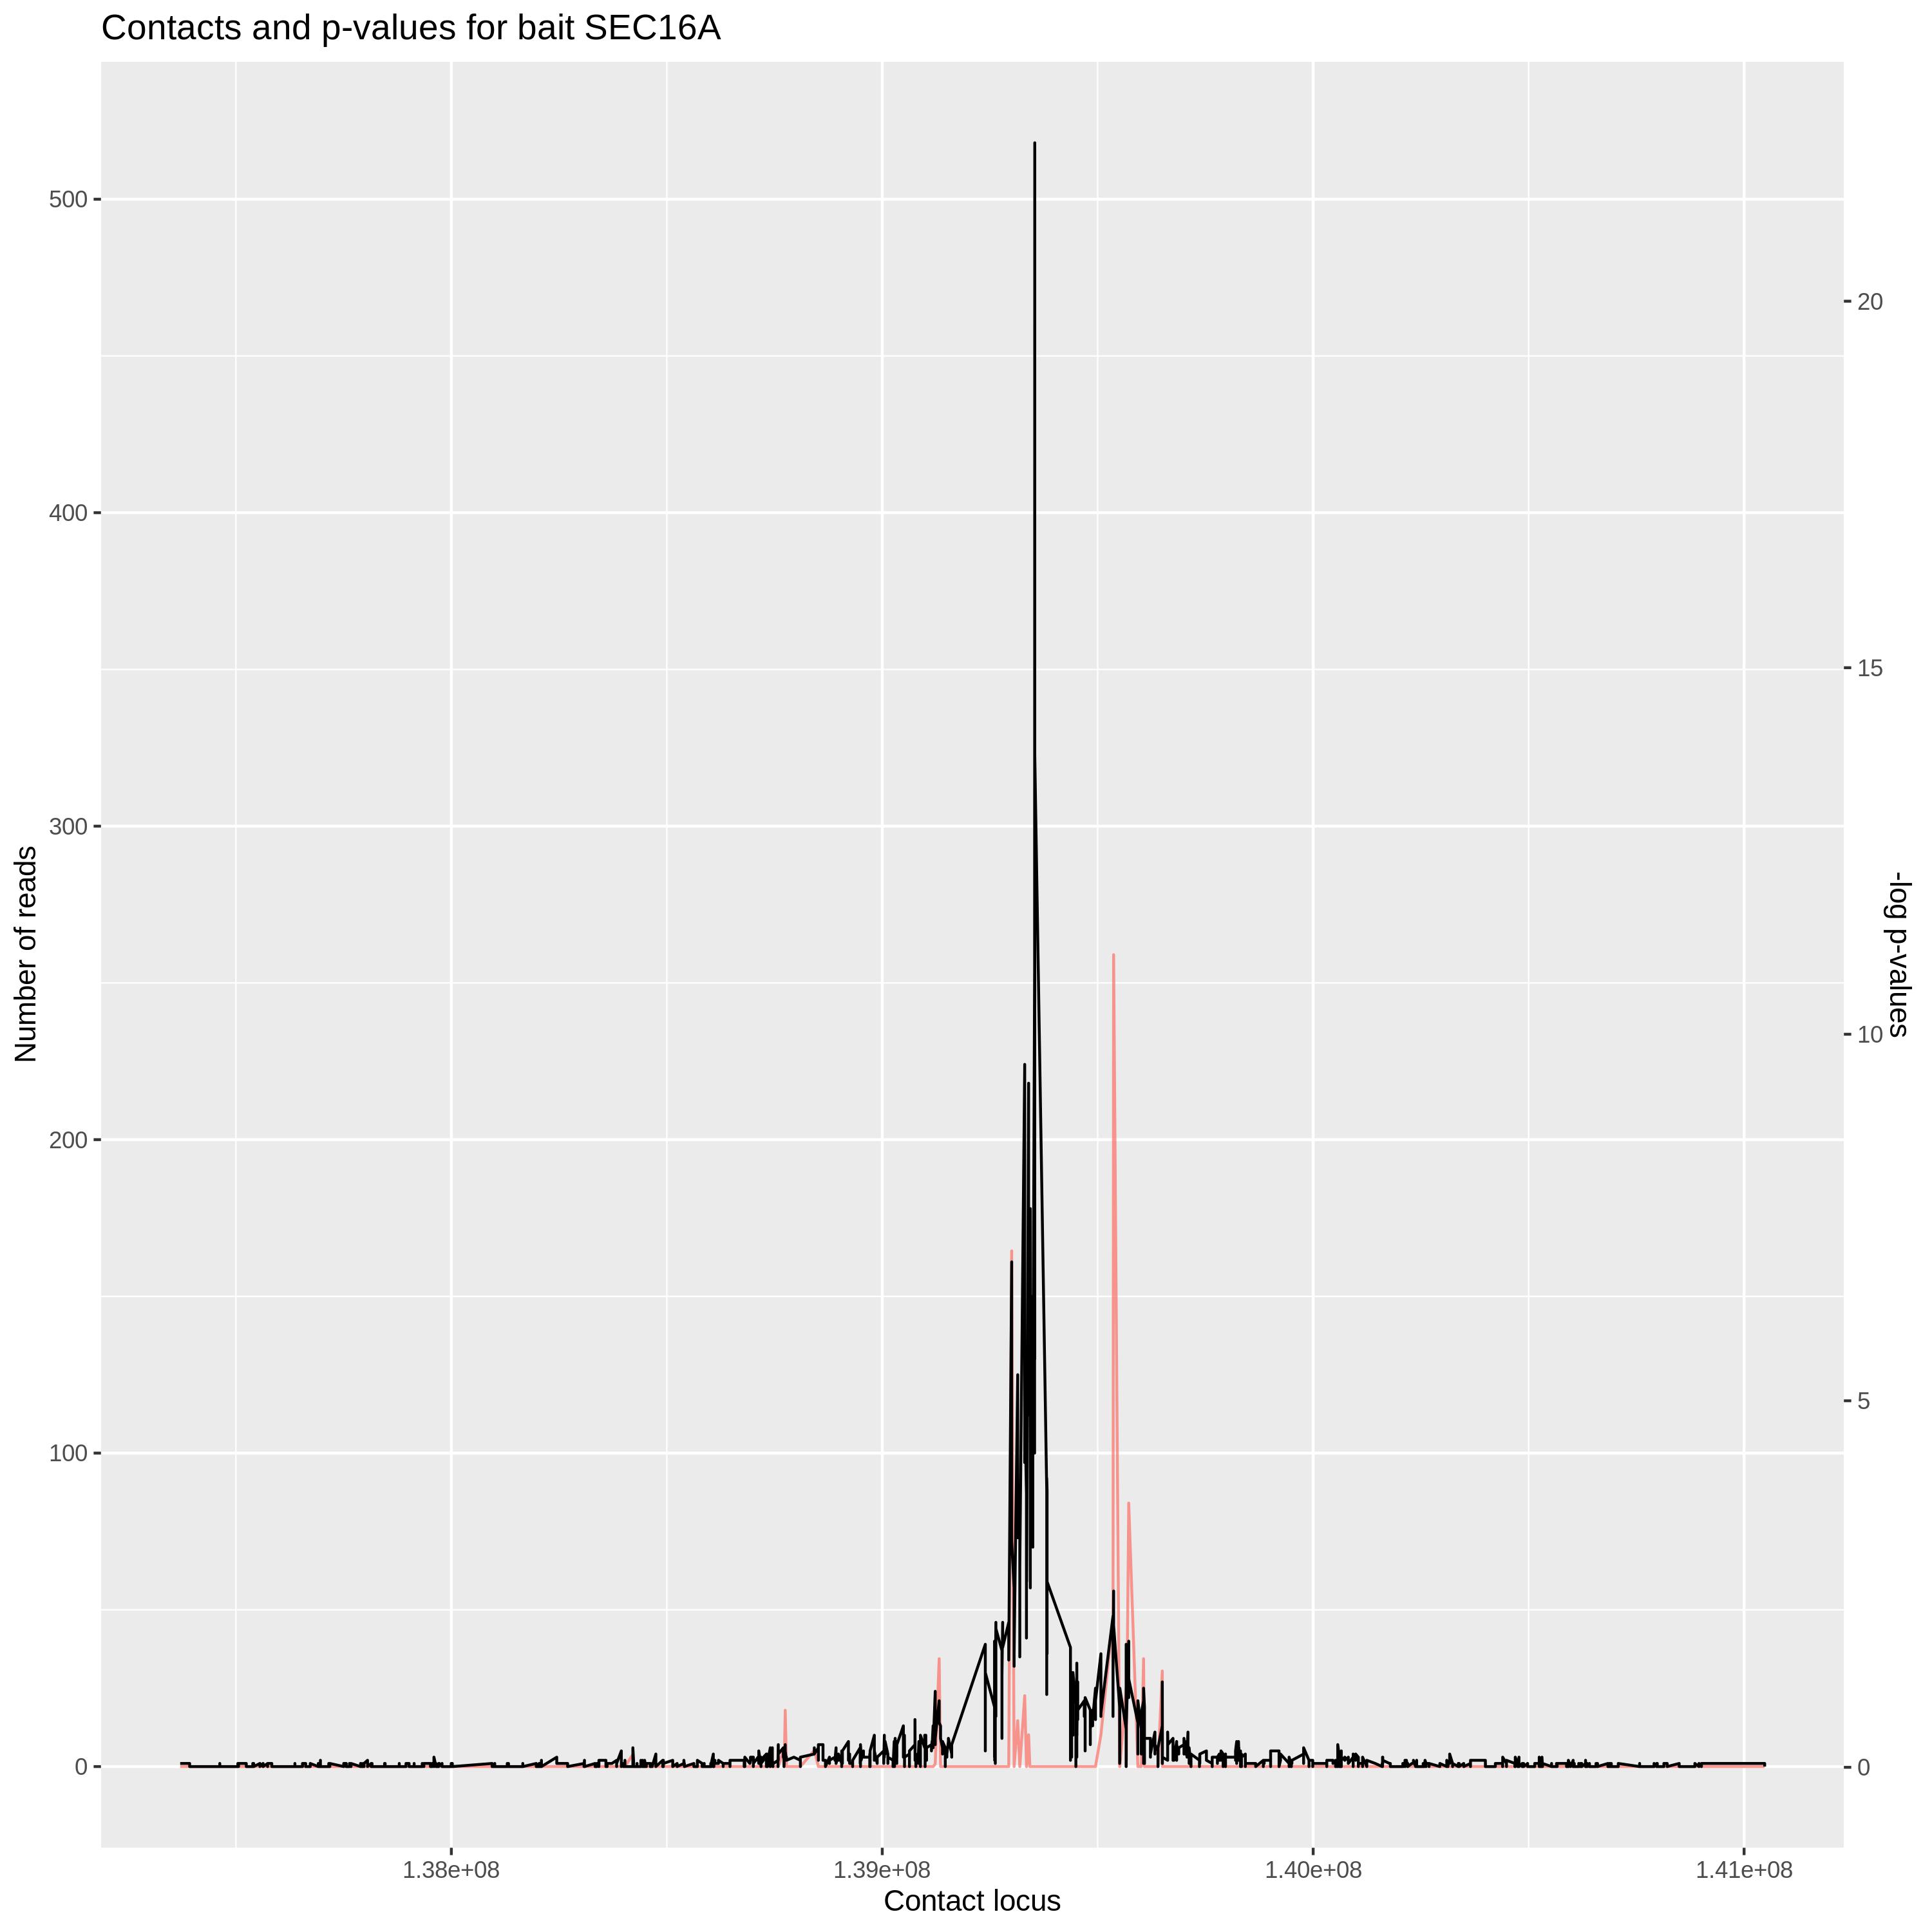 Contacts and p-values for bait SEC16A
Number of reads
500
400
300
200
100
0
20
15
10
5
0
-log p-values
1.38e+08
1.39e+08
1.40e+08
1.41e+08
Contact locus